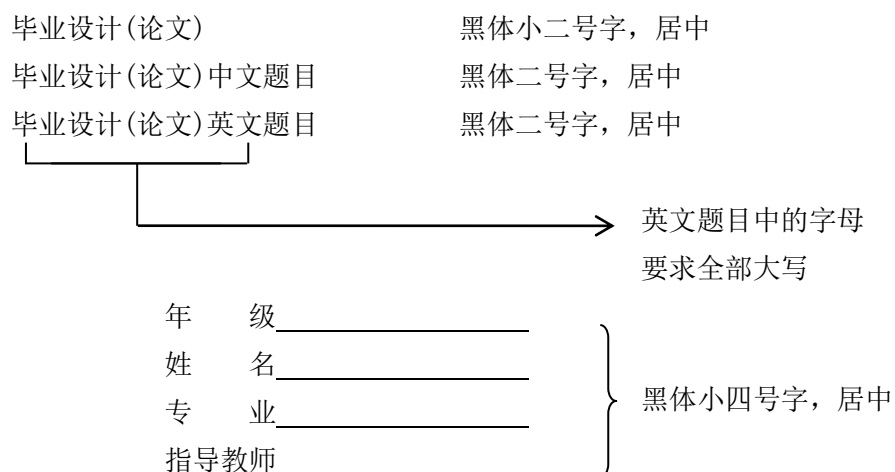 毕业设计(论文) 黑体小二号字，居中
毕业设计(论文)中文题目 黑体二号字，居中
毕业设计(论文)英文题目 黑体二号字，居中
英文题目中的字母
要求全部大写
年 级
姓 名
专 业
黑体小四号字，居中
指导教师